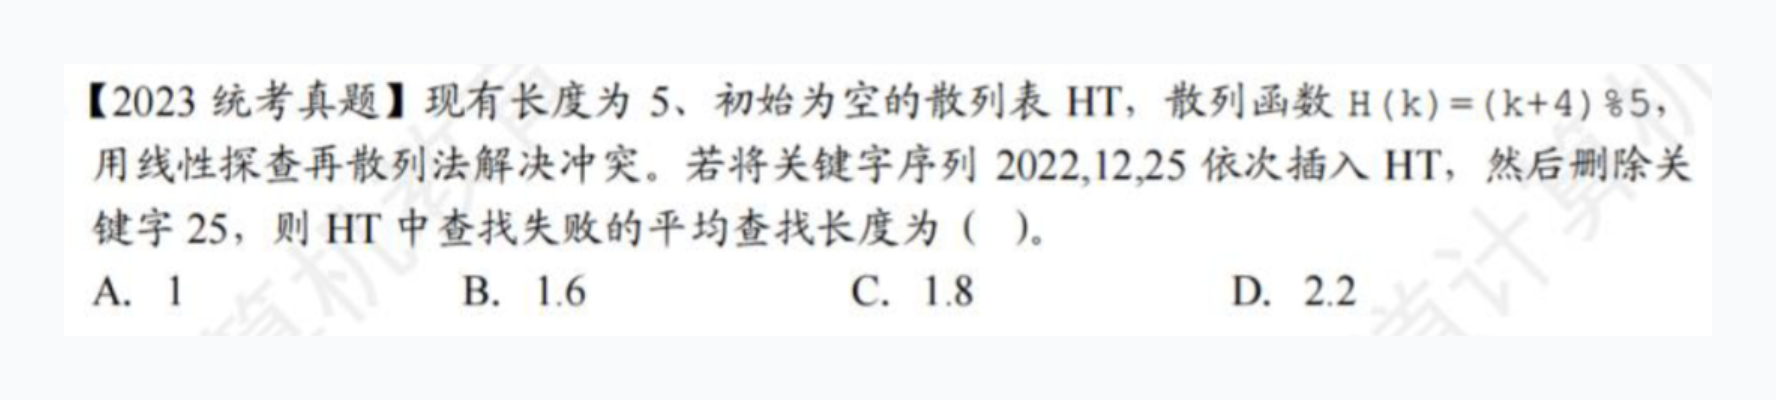 【2023 统考真题】现有长度为 5、初始为空的散列表 HT，散列函数 H(k)=(k+4)%5，
用线性探查再散列法解决冲突。若将关键字序列 2022,12,25 依次插入 HT，然后删除关
键字 25，则 HT 中查找失败的平均查找长度为（ ）。
A. 1 B. 1.6 C. 1.8 D. 2.2